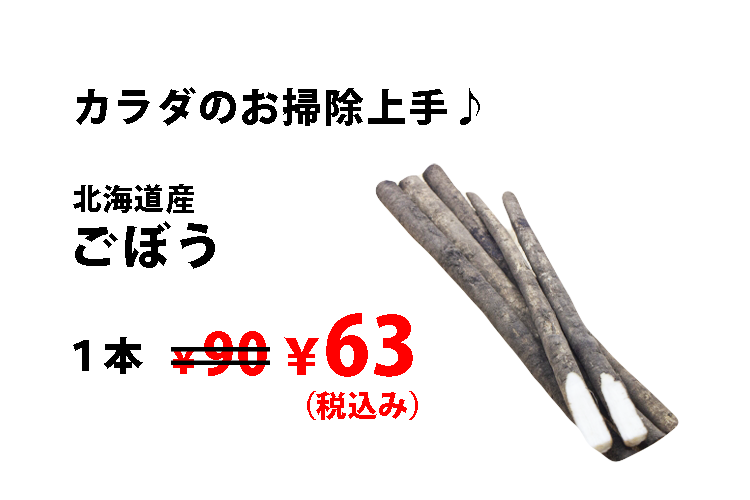 カラダのお掃除上手♪
北海道産
ごぼう
1本 ¥90 ¥63
(税込み)